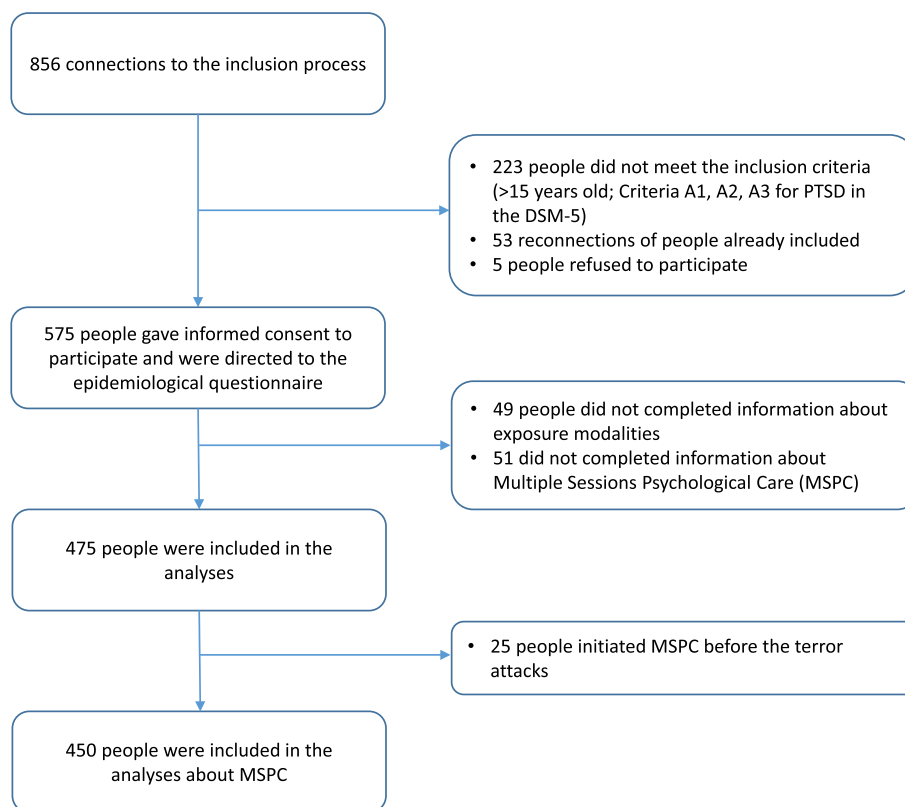 856 connections to the inclusion process
• 223 people did not meet the inclusion criteria
(>15 years old; Criteria A1, A2, A3 for PTSD in
the DSM-5)
• 53 reconnections of people already included
• 5 people refused to participate
575 people gave informed consent to
participate and were directed to the
epidemiological questionnaire
• 49 people did not completed information about
exposure modalities
• 51 did not completed information about
Multiple Sessions Psychological Care (MSPC)
475 people were included in the
analyses
• 25 people initiated MSPC before the terror
attacks
450 people were included in the
analyses about MSPC